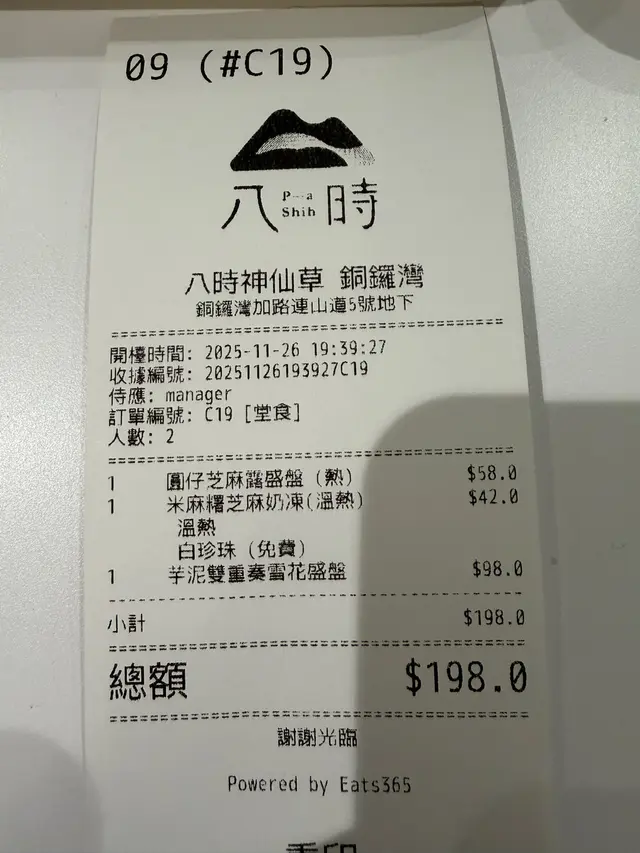 09 (#C19)
八 P--a Shih 時
八時神仙草 銅鑼灣
銅鑼灣加路連山道5號地下
開檯時間: 2025-11-26 19:39:27
收據編號: 20251126193927C19
侍應: manager
訂單編號: C19 [堂食]
人數: 2
1 圓仔芝麻露盛盤 (熱) $58.0
1 米麻糬芝麻奶凍(溫熱) $42.0
溫熱
白珍珠 (免費)
1 芋泥雙重奏雪花盛盤 $98.0
小計 $198.0
總額 $198.0
謝謝光臨
Powered by Eats365